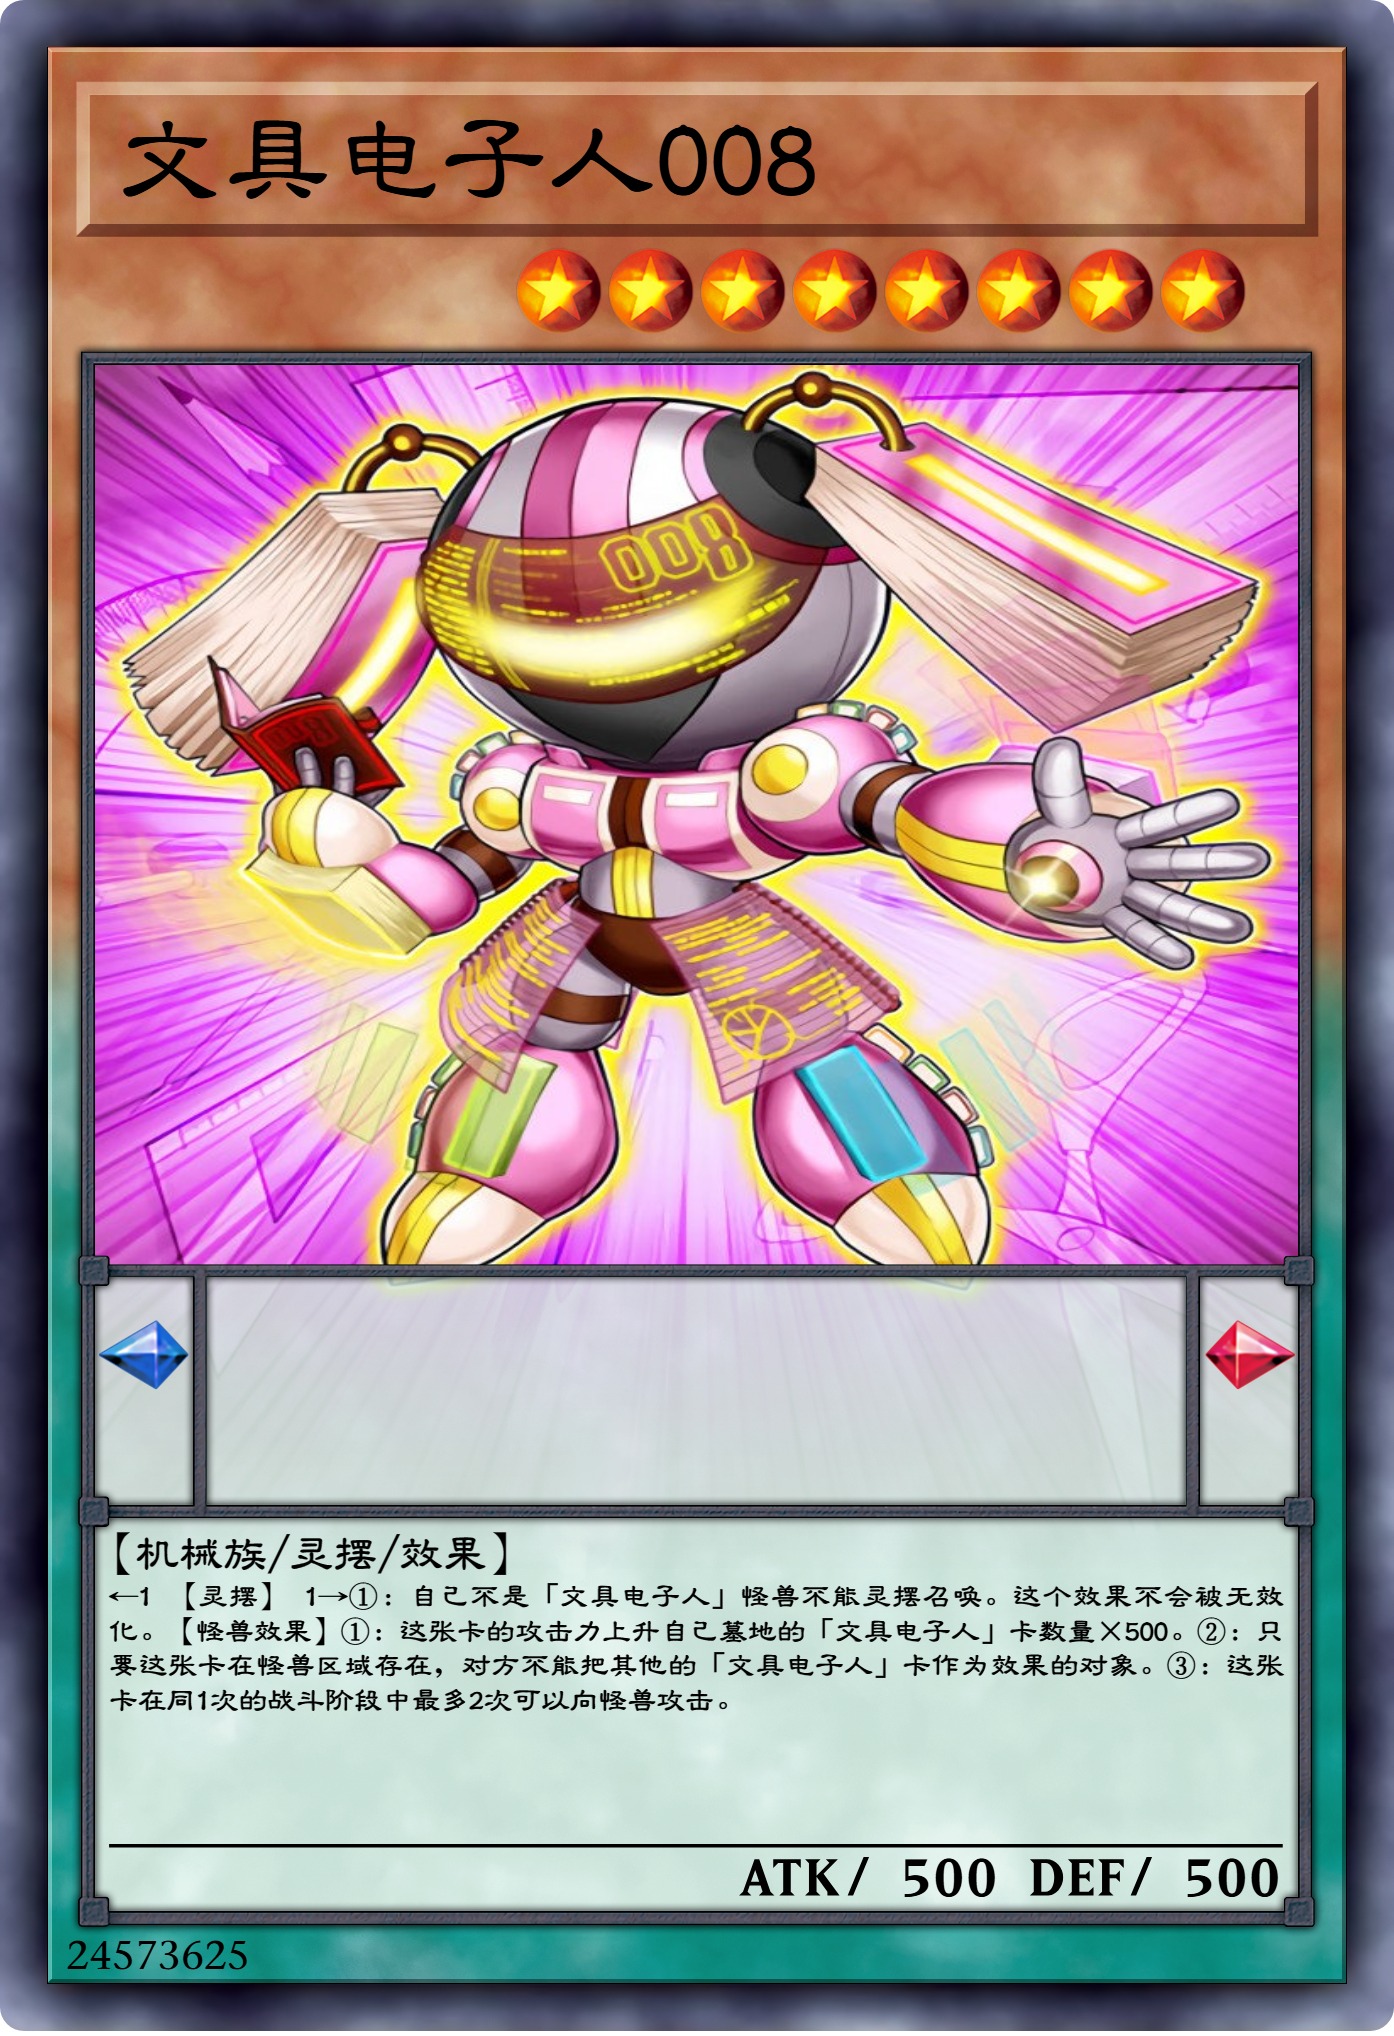 文具电子人008
008
008
【机械族/灵摆/效果】
←1 【灵摆】 1→①：自己不是「文具电子人」怪兽不能灵摆召唤。这个效果不会被无效
化。【怪兽效果】①：这张卡的攻击力上升自己墓地的「文具电子人」卡数量×500。②：只
要这张卡在怪兽区域存在，对方不能把其他的「文具电子人」卡作为效果的对象。③：这张
卡在同1次的战斗阶段中最多2次可以向怪兽攻击。
ATK/ 500 DEF/ 500
24573625